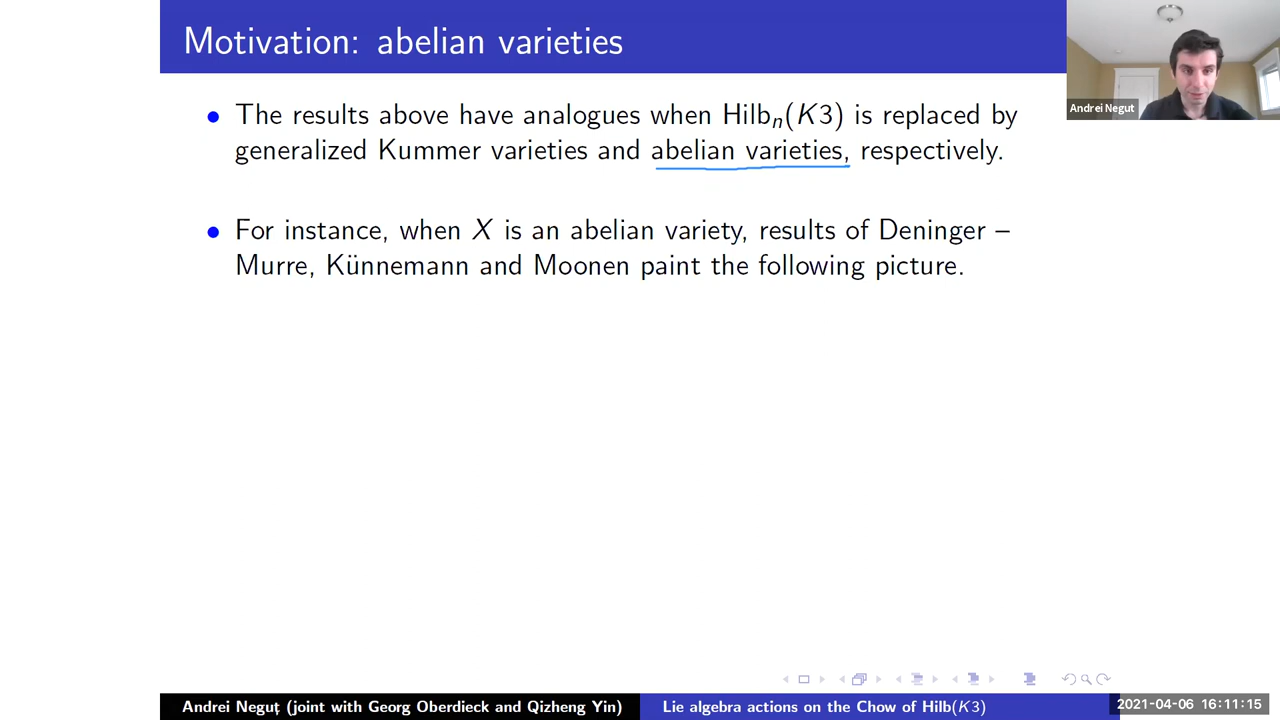 Motivation: abelian varieties
Andrei Negut
• The results above have analogues when Hilbₙ(K3) is replaced by
generalized Kummer varieties and abelian varieties, respectively.
• For instance, when X is an abelian variety, results of Deninger –
Murre, Künnemann and Moonen paint the following picture.
Andrei Neguț (joint with Georg Oberdieck and Qizheng Yin)
Lie algebra actions on the Chow of Hilb(K3)
2021-04-06 16:11:15